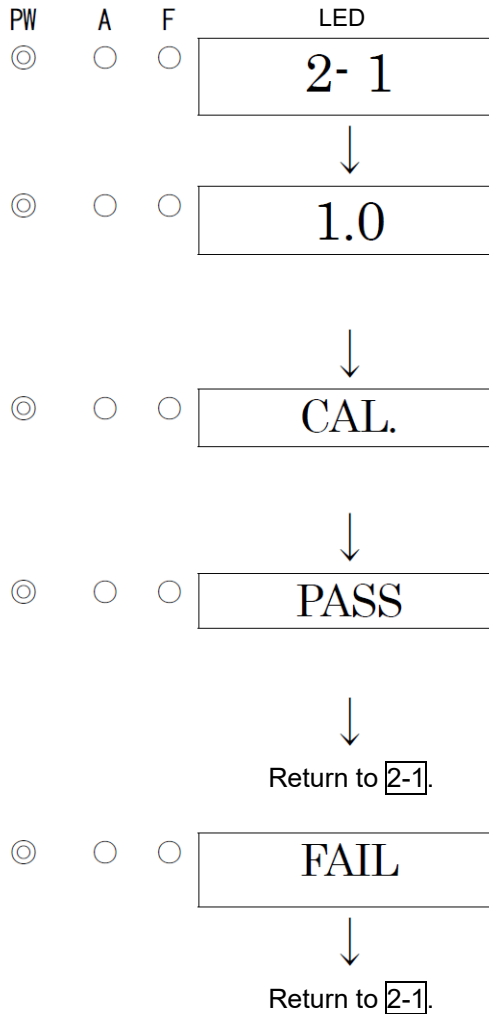 PW A F LED
2- 1
1.0
CAL.
PASS
Return to 2-1.
FAIL
Return to 2-1.